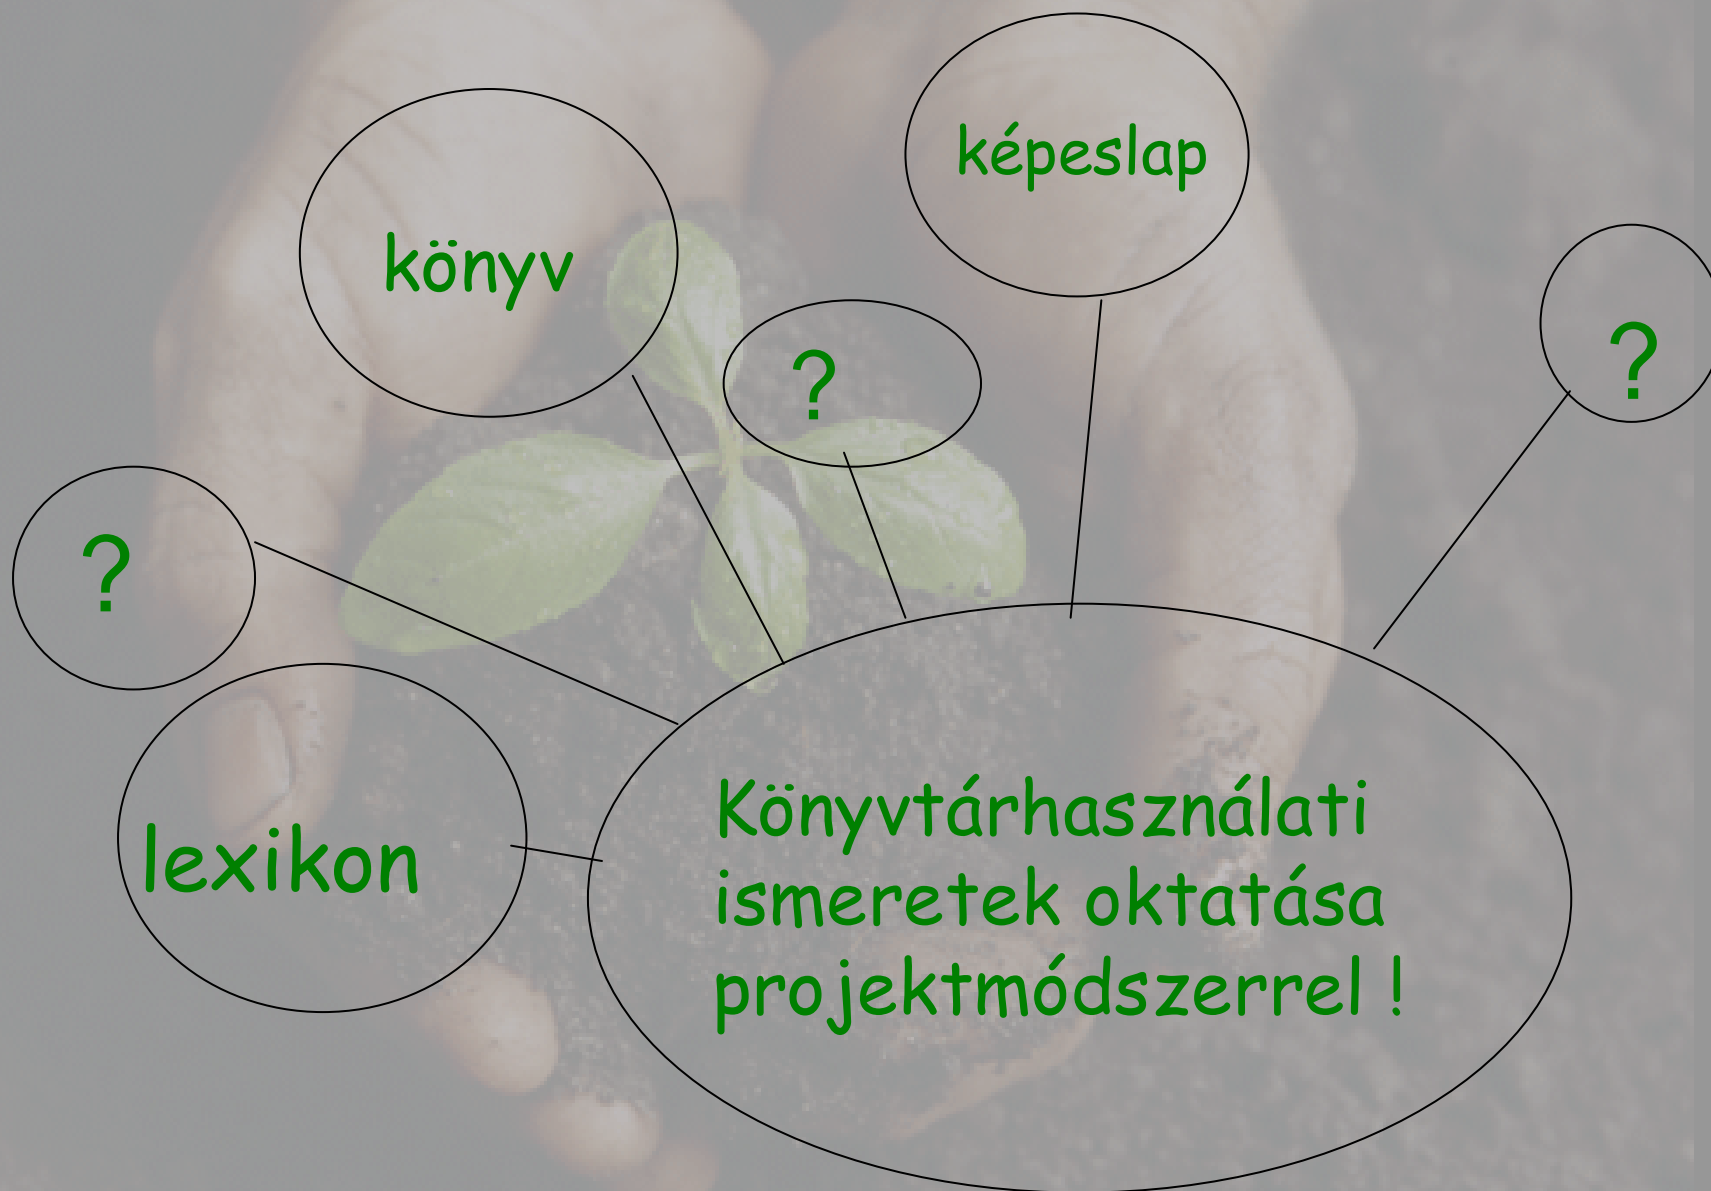 képeslap
könyv
?
?
?
lexikon
Könyvtárhasználati
ismeretek oktatása
projektmódszerrel !